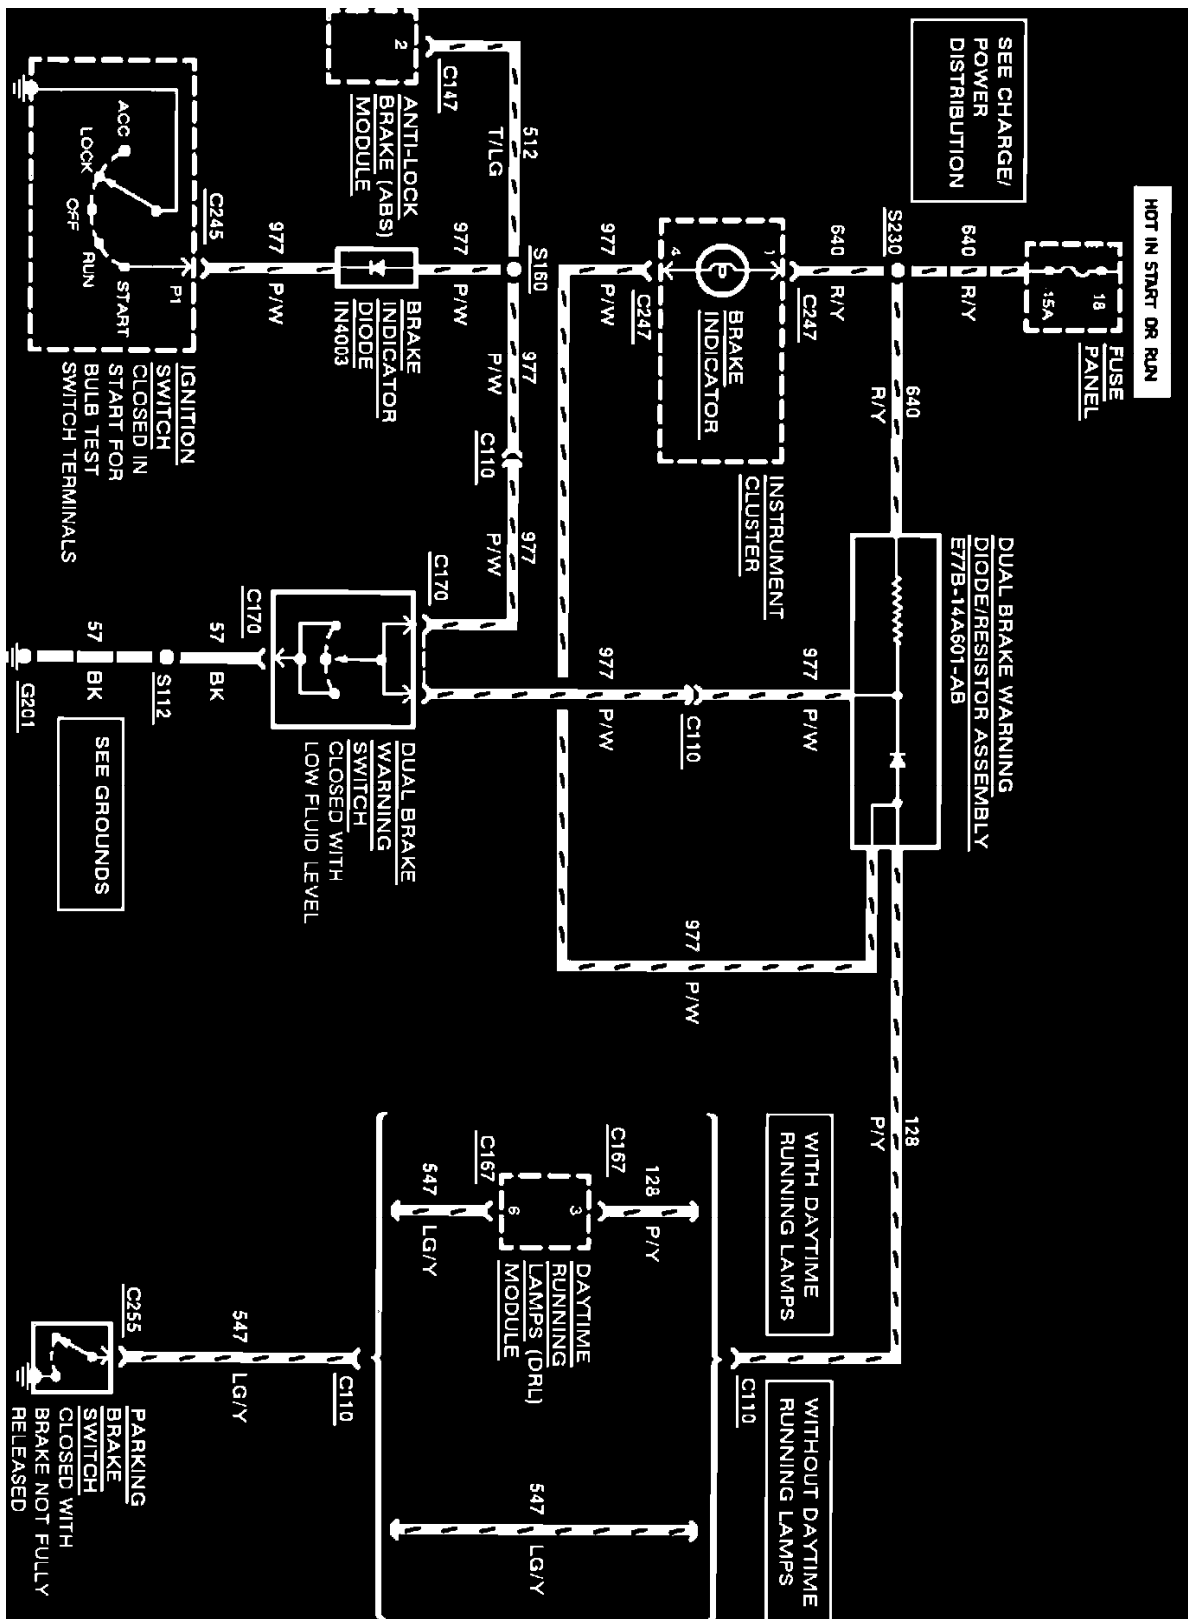 HOT IN START OR RUN
18
15A
FUSE
PANEL
SEE CHARGE/
POWER
DISTRIBUTION
640
R/Y
S230
640
R/Y
640
R/Y
C247
1
4
BRAKE
INDICATOR
INSTRUMENT
CLUSTER
C247
977
P/W
DUAL BRAKE WARNING
DIODE/RESISTOR ASSEMBLY
E77B-14A601-AB
977
P/W
C110
977
P/W
977
P/W
128
P/Y
2
C147
ANTI-LOCK
BRAKE (ABS)
MODULE
512
T/LG
S160
977
P/W
BRAKE
INDICATOR
DIODE
IN4003
977
P/W
C245
ACC
LOCK
OFF
RUN
START
P1
IGNITION
SWITCH
CLOSED IN
START FOR
BULB TEST
SWITCH TERMINALS
977
P/W
C110
977
P/W
C170
C170
DUAL BRAKE
WARNING
SWITCH
CLOSED WITH
LOW FLUID LEVEL
57
BK
S112
57
BK
G201
SEE GROUNDS
WITH DAYTIME
RUNNING LAMPS
WITHOUT DAYTIME
RUNNING LAMPS
C110
128
P/Y
C167
3
6
DAYTIME
RUNNING
LAMPS (DRL)
MODULE
C167
547
LG/Y
547
LG/Y
C110
547
LG/Y
C255
PARKING
BRAKE
SWITCH
CLOSED WITH
BRAKE NOT FULLY
RELEASED